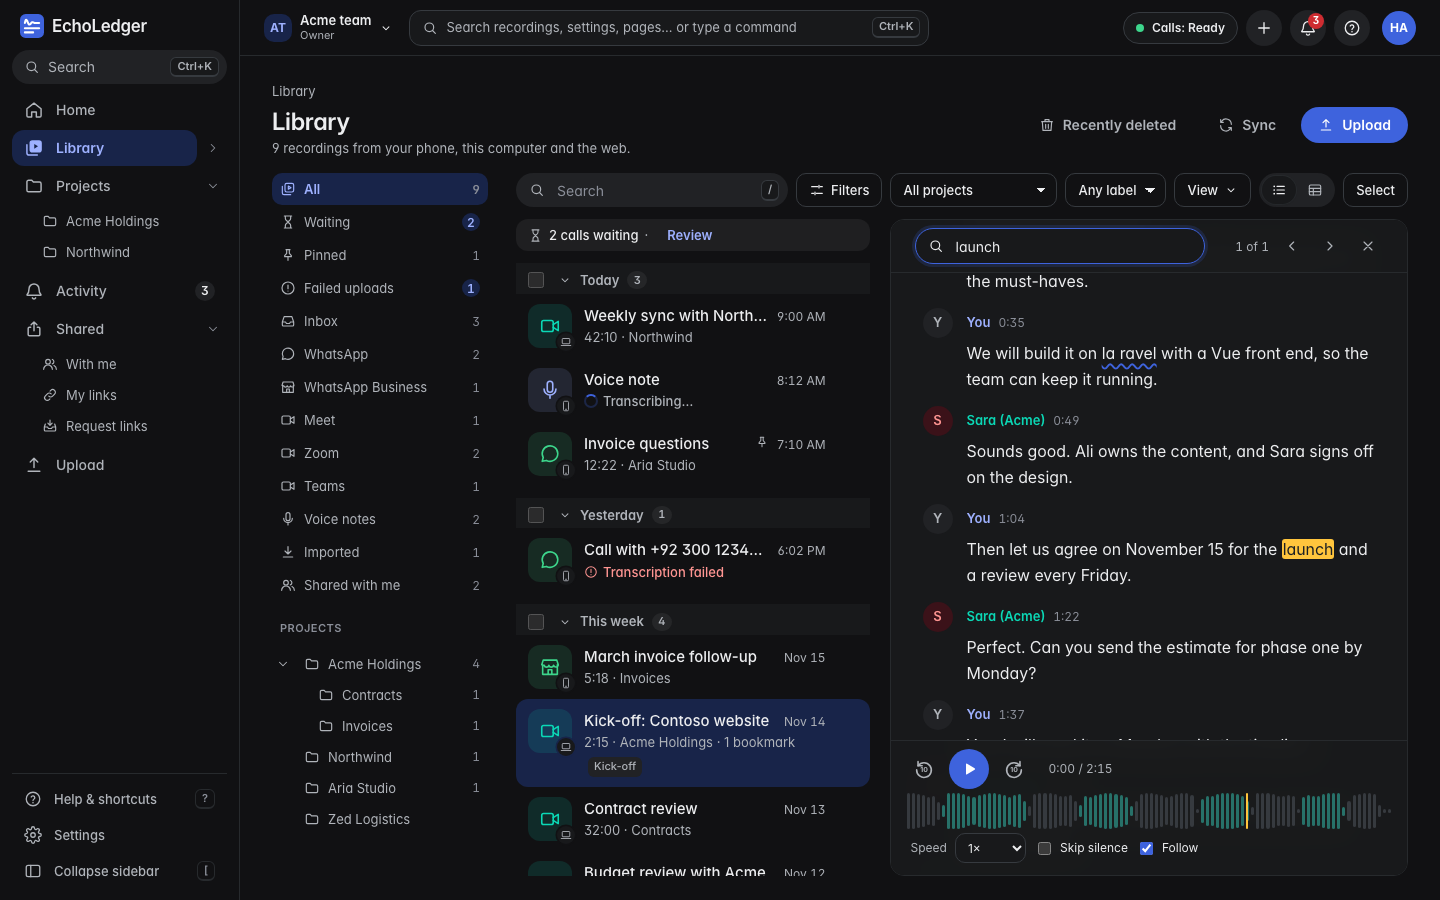 EchoLedger
Search Ctrl+K
Home
Library
Projects
Acme Holdings
Northwind
Activity 3
Shared
With me
My links
Request links
Upload
Help & shortcuts ?
Settings
Collapse sidebar [
AT Acme team
Owner
Search recordings, settings, pages... or type a command Ctrl+K
Calls: Ready
3
HA
Library
Library
9 recordings from your phone, this computer and the web.
Recently deleted
Sync
Upload
All 9
Waiting 2
Pinned 1
Failed uploads 1
Inbox 3
WhatsApp 2
WhatsApp Business 1
Meet 1
Zoom 2
Teams 1
Voice notes 2
Imported 1
Shared with me 2
PROJECTS
Acme Holdings 4
Contracts 1
Invoices 1
Northwind 1
Aria Studio 1
Zed Logistics
Search /
Filters
All projects
Any label
View
Select
2 calls waiting · Review
Today 3
Weekly sync with North... 9:00 AM
42:10 · Northwind
Voice note 8:12 AM
Transcribing...
Invoice questions 7:10 AM
12:22 · Aria Studio
Yesterday 1
Call with +92 300 1234... 6:02 PM
Transcription failed
This week 4
March invoice follow-up Nov 15
5:18 · Invoices
Kick-off: Contoso website Nov 14
2:15 · Acme Holdings · 1 bookmark
Kick-off
Contract review Nov 13
32:00 · Contracts
Budget review with Acme Nov 12
launch
1 of 1
the must-haves.
Y You 0:35
We will build it on la ravel with a Vue front end, so the
team can keep it running.
S Sara (Acme) 0:49
Sounds good. Ali owns the content, and Sara signs off
on the design.
Y You 1:04
Then let us agree on November 15 for the launch and
a review every Friday.
S Sara (Acme) 1:22
Perfect. Can you send the estimate for phase one by
Monday?
Y You 1:37
10
10
0:00 / 2:15
Speed 1×
Skip silence
Follow